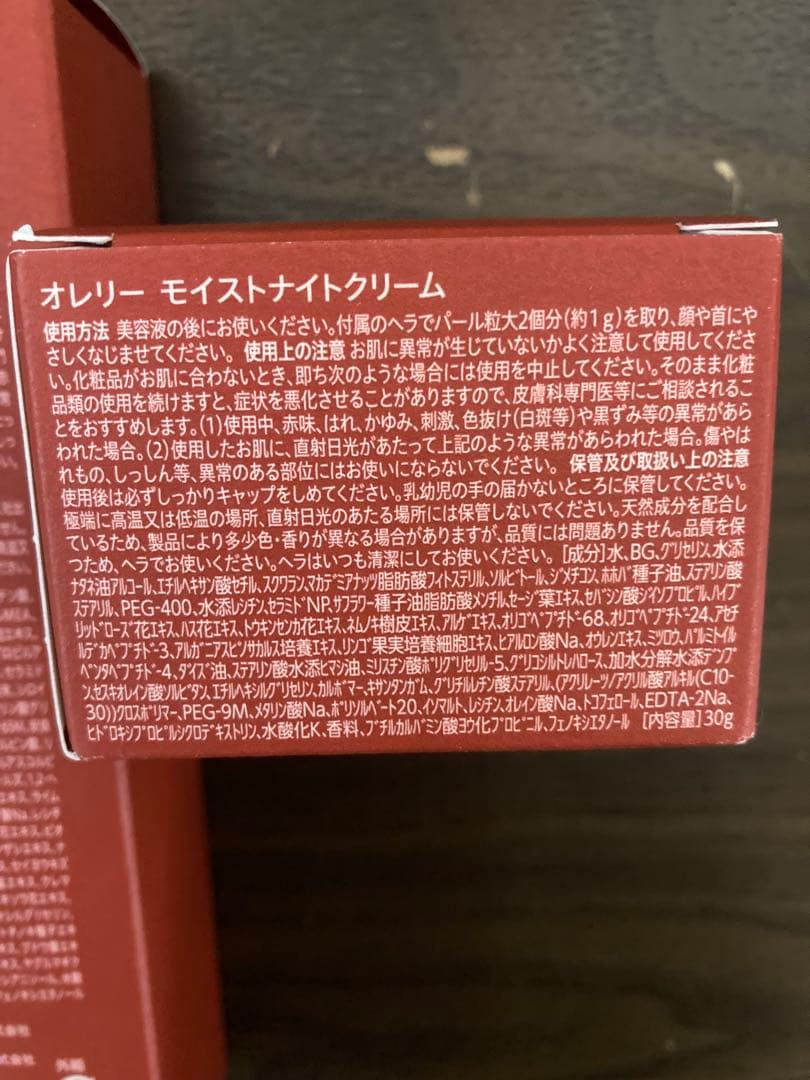 オレリー モイストナイトクリーム
使用方法 美容液の後にお使いください。付属のヘラでパール粒大2個分(約1g)を取り、顔や首にや
さしくなじませてください。 使用上の注意 お肌に異常が生じていないかよく注意して使用してくださ
い。化粧品がお肌に合わないとき、即ち次のような場合には使用を中止してください。そのまま化粧
品類の使用を続けますと、症状を悪化させることがありますので、皮膚科専門医等にご相談されるこ
とをおすすめします。(1)使用中、赤味、はれ、かゆみ、刺激、色抜け(白斑等)や黒ずみ等の異常があら
われた場合。(2)使用したお肌に、直射日光があたって上記のような異常があらわれた場合。傷やは
れもの、しっしん等、異常のある部位にはお使いにならないでください。 保管及び取扱い上の注意
使用後は必ずしっかりキャップをしめてください。乳幼児の手の届かないところに保管してください。
極端に高温又は低温の場所、直射日光のあたる場所には保管しないでください。天然成分を配合し
ているため、製品により多少色・香りが異なる場合がありますが、品質には問題ありません。品質を保
つため、ヘラでお使いください。ヘラはいつも清潔にしてお使いください。 [成分]水、BG、グリセリン、水添
ナタネ油アルコール、エチルヘキサン酸セチル、スクワラン、マカデミアナッツ脂肪酸フィトステリル、ソルビトール、ジメチコン、ホホバ種子油、ステアリン酸
ステアリル、PEG-400、水添レシチン、セラミドNP、サフラワー種子油脂肪酸メンチル、セージ葉エキス、セバシン酸ジイソプロピル、ハイブ
リッドローズ花エキス、ハス花エキス、トウキンセンカ花エキス、ネムノキ樹皮エキス、アルゲエキス、オリゴペプチド-68、オリゴペプチド-24、アセチ
ルデカペプチド-3、アルガニアスピノサカルス培養エキス、リンゴ果実培養細胞エキス、ヒアルロン酸Na、オウレンエキス、ミツロウ、パルミトイル
ペンタペプチド-4、ダイズ油、ステアリン酸水添ヒマシ油、ミリスチン酸ポリグリセリル-5、グリコシルトレハロース、加水分解水添デンプ
ン、セスキオレイン酸ソルビタン、エチルヘキシルグリセリン、カルボマー、キサンタンガム、グリチルレチン酸ステアリル、(アクリレーツ/アクリル酸アルキル(C10-
30))クロスポリマー、PEG-9M、メタリン酸Na、ポリソルベート20、イソマルト、レシチン、オレイン酸Na、トコフェロール、EDTA-2Na、
ヒドロキシプロピルシクロデキストリン、水酸化K、香料、ブチルカルバミン酸ヨウ化プロピニル、フェノキシエタノール [内容量]30g